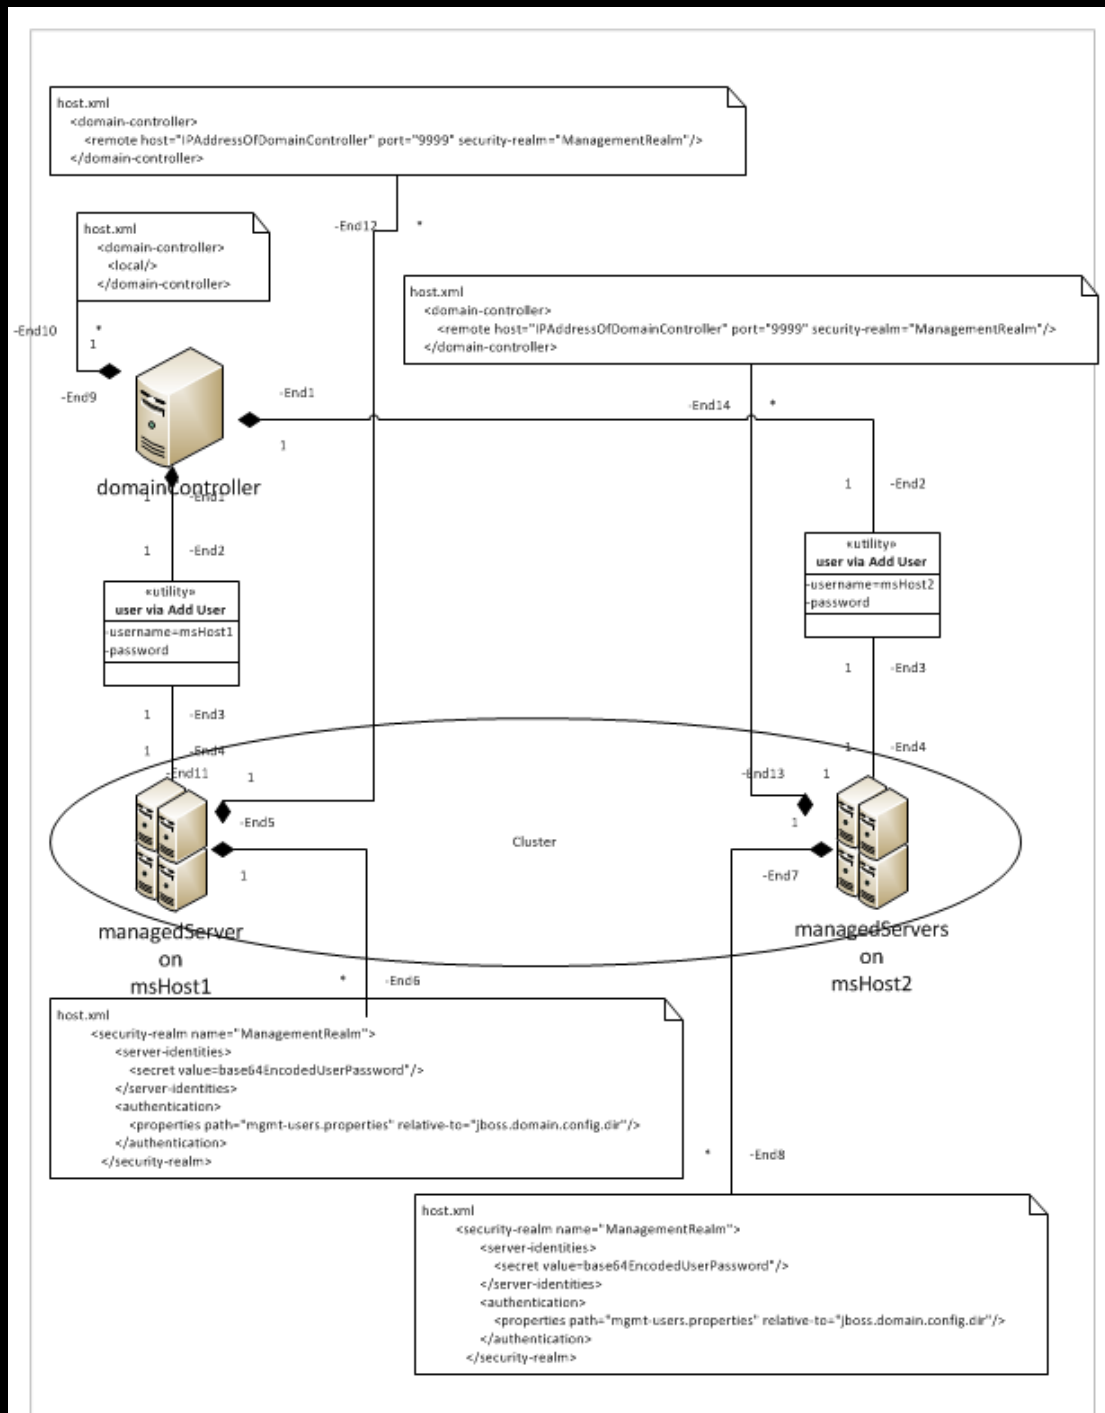 host.xml
<domain-controller>
<remote host="IPAddressOfDomainController" port="9999" security-realm="ManagementRealm"/>
</domain-controller>
-End12 *
host.xml
<domain-controller>
<local/>
</domain-controller>
host.xml
<domain-controller>
<remote host="IPAddressOfDomainController" port="9999" security-realm="ManagementRealm"/>
</domain-controller>
-End10 *
1
-End9
-End1
-End14 *
1
domainController
1 -End1
1 -End2
1 -End2
«utility»
user via Add User
-username=msHost2
-password
«utility»
user via Add User
-username=msHost1
-password
1 -End3
1 -End3
1 -End4
1 -End4
-End11 1
-End13 1
-End5
1
Cluster
1
-End7
managedServer
on
msHost1
managedServers
on
msHost2
* -End6
host.xml
<security-realm name="ManagementRealm">
<server-identities>
<secret value=base64EncodedUserPassword"/>
</server-identities>
<authentication>
<properties path="mgmt-users.properties" relative-to="jboss.domain.config.dir"/>
</authentication>
</security-realm>
* -End8
host.xml
<security-realm name="ManagementRealm">
<server-identities>
<secret value=base64EncodedUserPassword"/>
</server-identities>
<authentication>
<properties path="mgmt-users.properties" relative-to="jboss.domain.config.dir"/>
</authentication>
</security-realm>